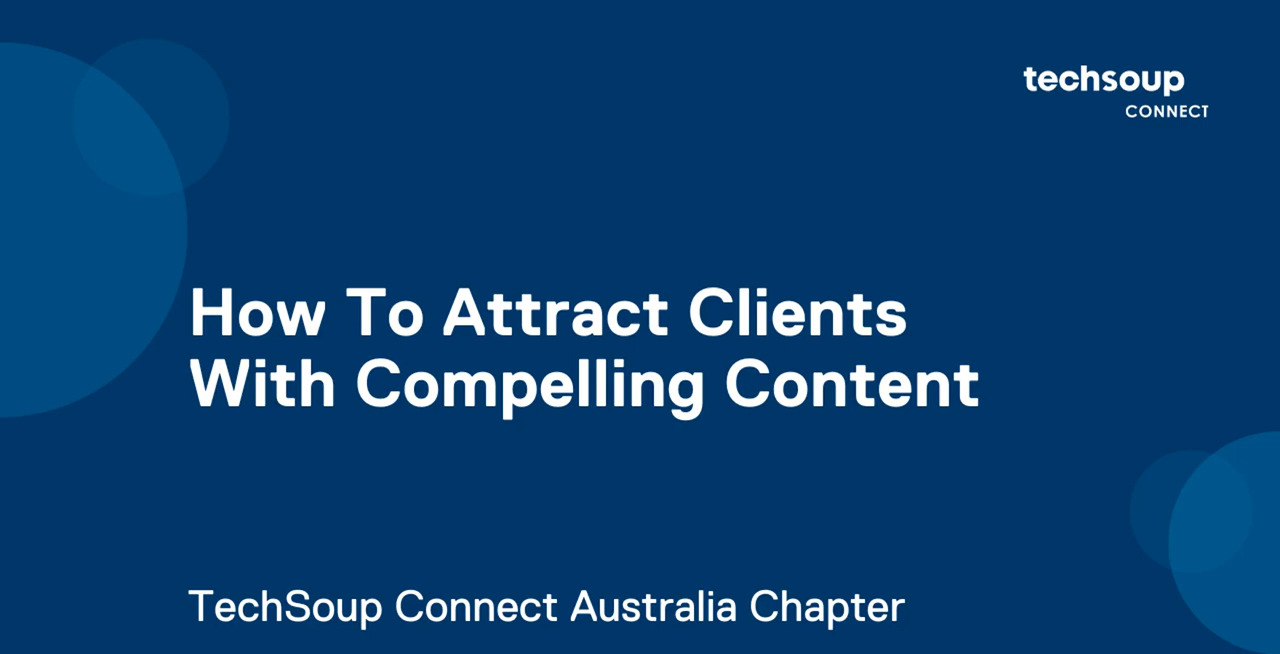 techsoup
CONNECT
How To Attract Clients
With Compelling Content
TechSoup Connect Australia Chapter